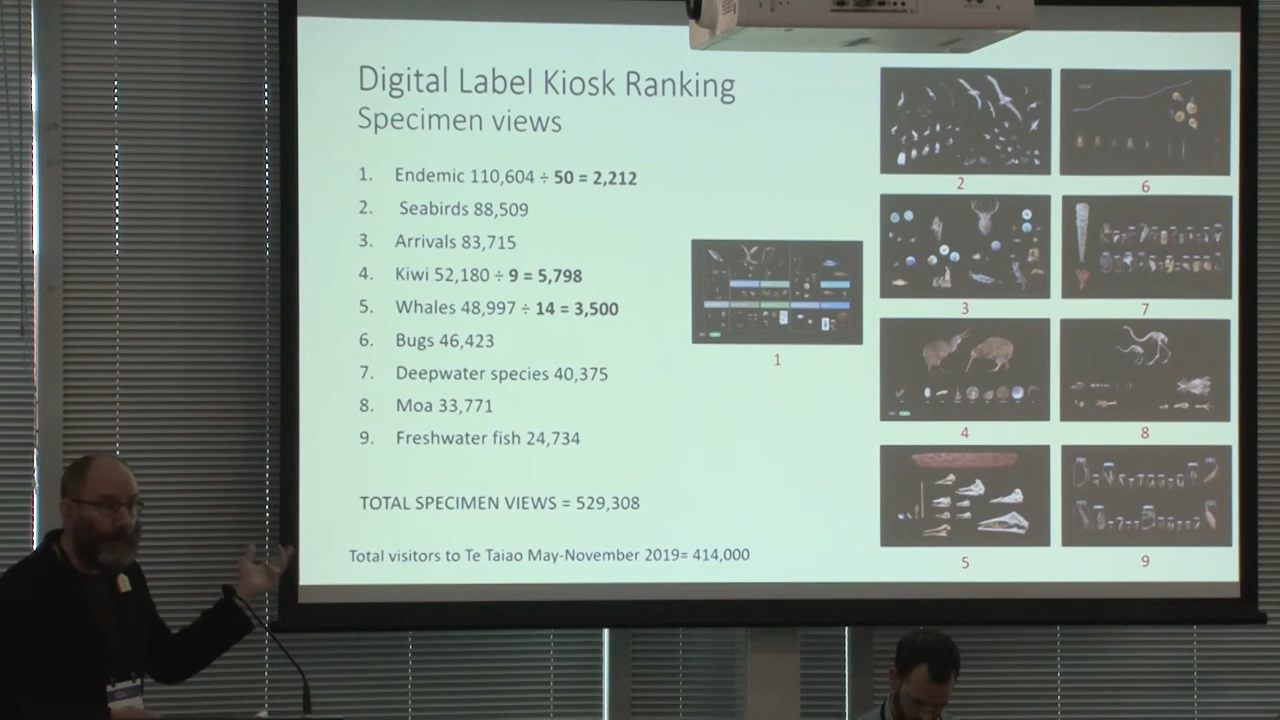 Digital Label Kiosk Ranking
Specimen views
1. Endemic 110,604 ÷ 50 = 2,212
2. Seabirds 88,509
3. Arrivals 83,715
4. Kiwi 52,180 ÷ 9 = 5,798
5. Whales 48,997 ÷ 14 = 3,500
6. Bugs 46,423
7. Deepwater species 40,375
8. Moa 33,771
9. Freshwater fish 24,734
TOTAL SPECIMEN VIEWS = 529,308
Total visitors to Te Taiao May-November 2019= 414,000
1
2
6
3
7
4
8
5
9